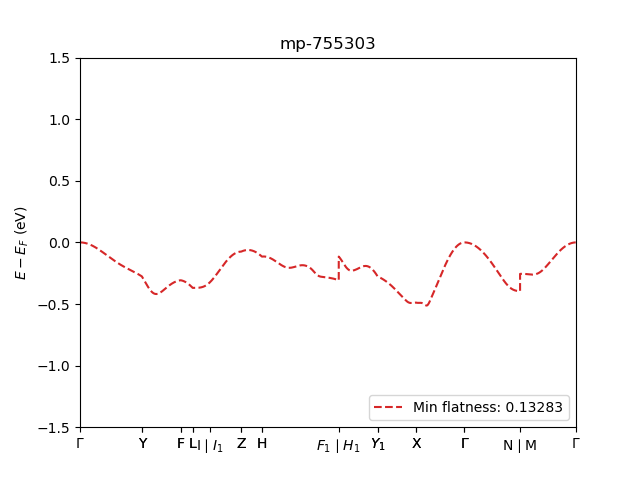 mp-755303
1.5
1.0
0.5
0.0
−0.5
−1.0
−1.5
E − E_F (eV)
Min flatness: 0.13283
Γ Y F L I | I₁ Z H F₁ | H₁ Y₁ X Γ N | M Γ